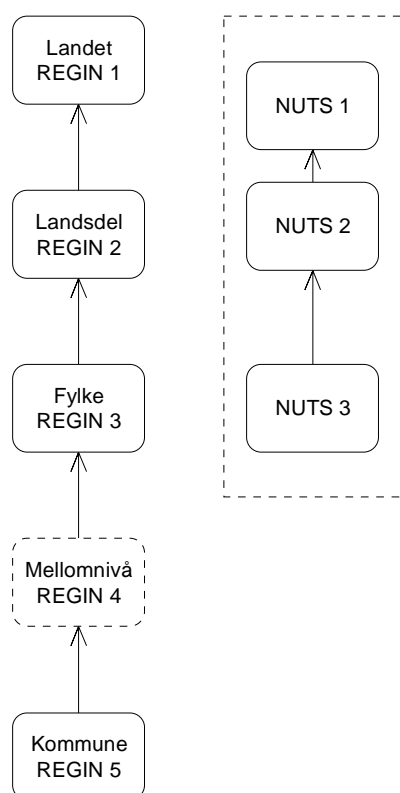 Landet
REGIN 1
Landsdel
REGIN 2
Fylke
REGIN 3
Mellomnivå
REGIN 4
Kommune
REGIN 5
NUTS 1
NUTS 2
NUTS 3